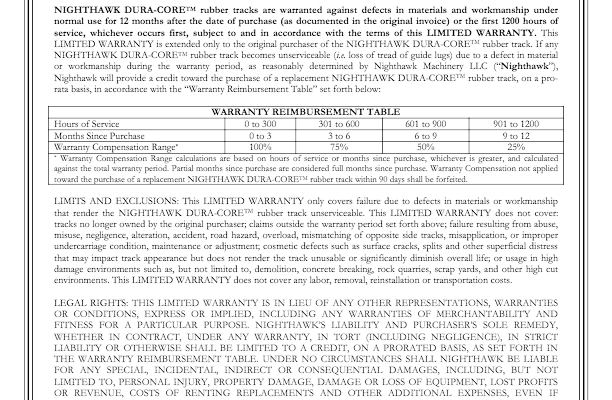 NIGHTHAWK DURA-CORE™ rubber tracks are warranted against defects in materials and workmanship under
normal use for 12 months after the date of purchase (as documented in the original invoice) or the first 1200 hours of
service, whichever occurs first, subject to and in accordance with the terms of this LIMITED WARRANTY. This
LIMITED WARRANTY is extended only to the original purchaser of the NIGHTHAWK DURA-CORE™ rubber track. If any
NIGHTHAWK DURA-CORE™ rubber track becomes unserviceable (i.e. loss of tread of guide lugs) due to a defect in material
or workmanship during the warranty period, as reasonably determined by Nighthawk Machinery LLC ("Nighthawk"),
Nighthawk will provide a credit toward the purchase of a replacement NIGHTHAWK DURA-CORE™ rubber track, on a pro-
rata basis, in accordance with the "Warranty Reimbursement Table" set forth below:
WARRANTY REIMBURSEMENT TABLE
Hours of Service 0 to 300 301 to 600 601 to 900 901 to 1200
Months Since Purchase 0 to 3 3 to 6 6 to 9 9 to 12
Warranty Compensation Range* 100% 75% 50% 25%
* Warranty Compensation Range calculations are based on hours of service or months since purchase, whichever is greater, and calculated
against the total warranty period. Partial months since purchase are considered full months since purchase. Warranty Compensation not applied
toward the purchase of a replacement NIGHTHAWK DURA-CORE™ rubber track within 90 days shall be forfeited.
LIMITS AND EXCLUSIONS: This LIMITED WARRANTY only covers failure due to defects in materials or workmanship
that render the NIGHTHAWK DURA-CORE™ rubber track unserviceable. This LIMITED WARRANTY does not cover:
tracks no longer owned by the original purchaser; claims outside the warranty period set forth above; failure resulting from abuse,
misuse, negligence, alteration, accident, road hazard, overload, mismatching of opposite side tracks, misapplication, or improper
undercarriage condition, maintenance or adjustment; cosmetic defects such as surface cracks, splits and other superficial distress
that may impact track appearance but does not render the track unusable or significantly diminish overall life; or usage in high
damage environments such as, but not limited to, demolition, concrete breaking, rock quarries, scrap yards, and other high cut
environments. This LIMITED WARRANTY does not cover any labor, removal, reinstallation or transportation costs.
LEGAL RIGHTS: THIS LIMITED WARRANTY IS IN LIEU OF ANY OTHER REPRESENTATIONS, WARRANTIES
OR CONDITIONS, EXPRESS OR IMPLIED, INCLUDING ANY WARRANTIES OF MERCHANTABILITY AND
FITNESS FOR A PARTICULAR PURPOSE. NIGHTHAWK'S LIABILITY AND PURCHASER'S SOLE REMEDY,
WHETHER IN CONTRACT, UNDER ANY WARRANTY, IN TORT (INCLUDING NEGLIGENCE), IN STRICT
LIABILITY OR OTHERWISE SHALL BE LIMITED TO A CREDIT, ON A PRORATED BASIS, AS SET FORTH IN
THE WARRANTY REIMBURSEMENT TABLE. UNDER NO CIRCUMSTANCES SHALL NIGHTHAWK BE LIABLE
FOR ANY SPECIAL, INCIDENTAL, INDIRECT OR CONSEQUENTIAL DAMAGES, INCLUDING, BUT NOT
LIMITED TO, PERSONAL INJURY, PROPERTY DAMAGE, DAMAGE OR LOSS OF EQUIPMENT, LOST PROFITS
OR REVENUE, COSTS OF RENTING REPLACEMENTS AND OTHER ADDITIONAL EXPENSES, EVEN IF